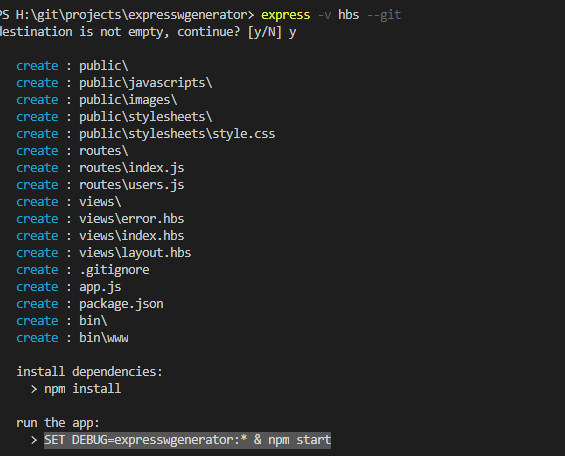 PS H:\git\projects\expresswgenerator> express -v hbs --git
destination is not empty, continue? [y/N] y
create : public\
create : public\javascripts\
create : public\images\
create : public\stylesheets\
create : public\stylesheets\style.css
create : routes\
create : routes\index.js
create : routes\users.js
create : views\
create : views\error.hbs
create : views\index.hbs
create : views\layout.hbs
create : .gitignore
create : app.js
create : package.json
create : bin\
create : bin\www
install dependencies:
> npm install
run the app:
> SET DEBUG=expresswgenerator:* & npm start